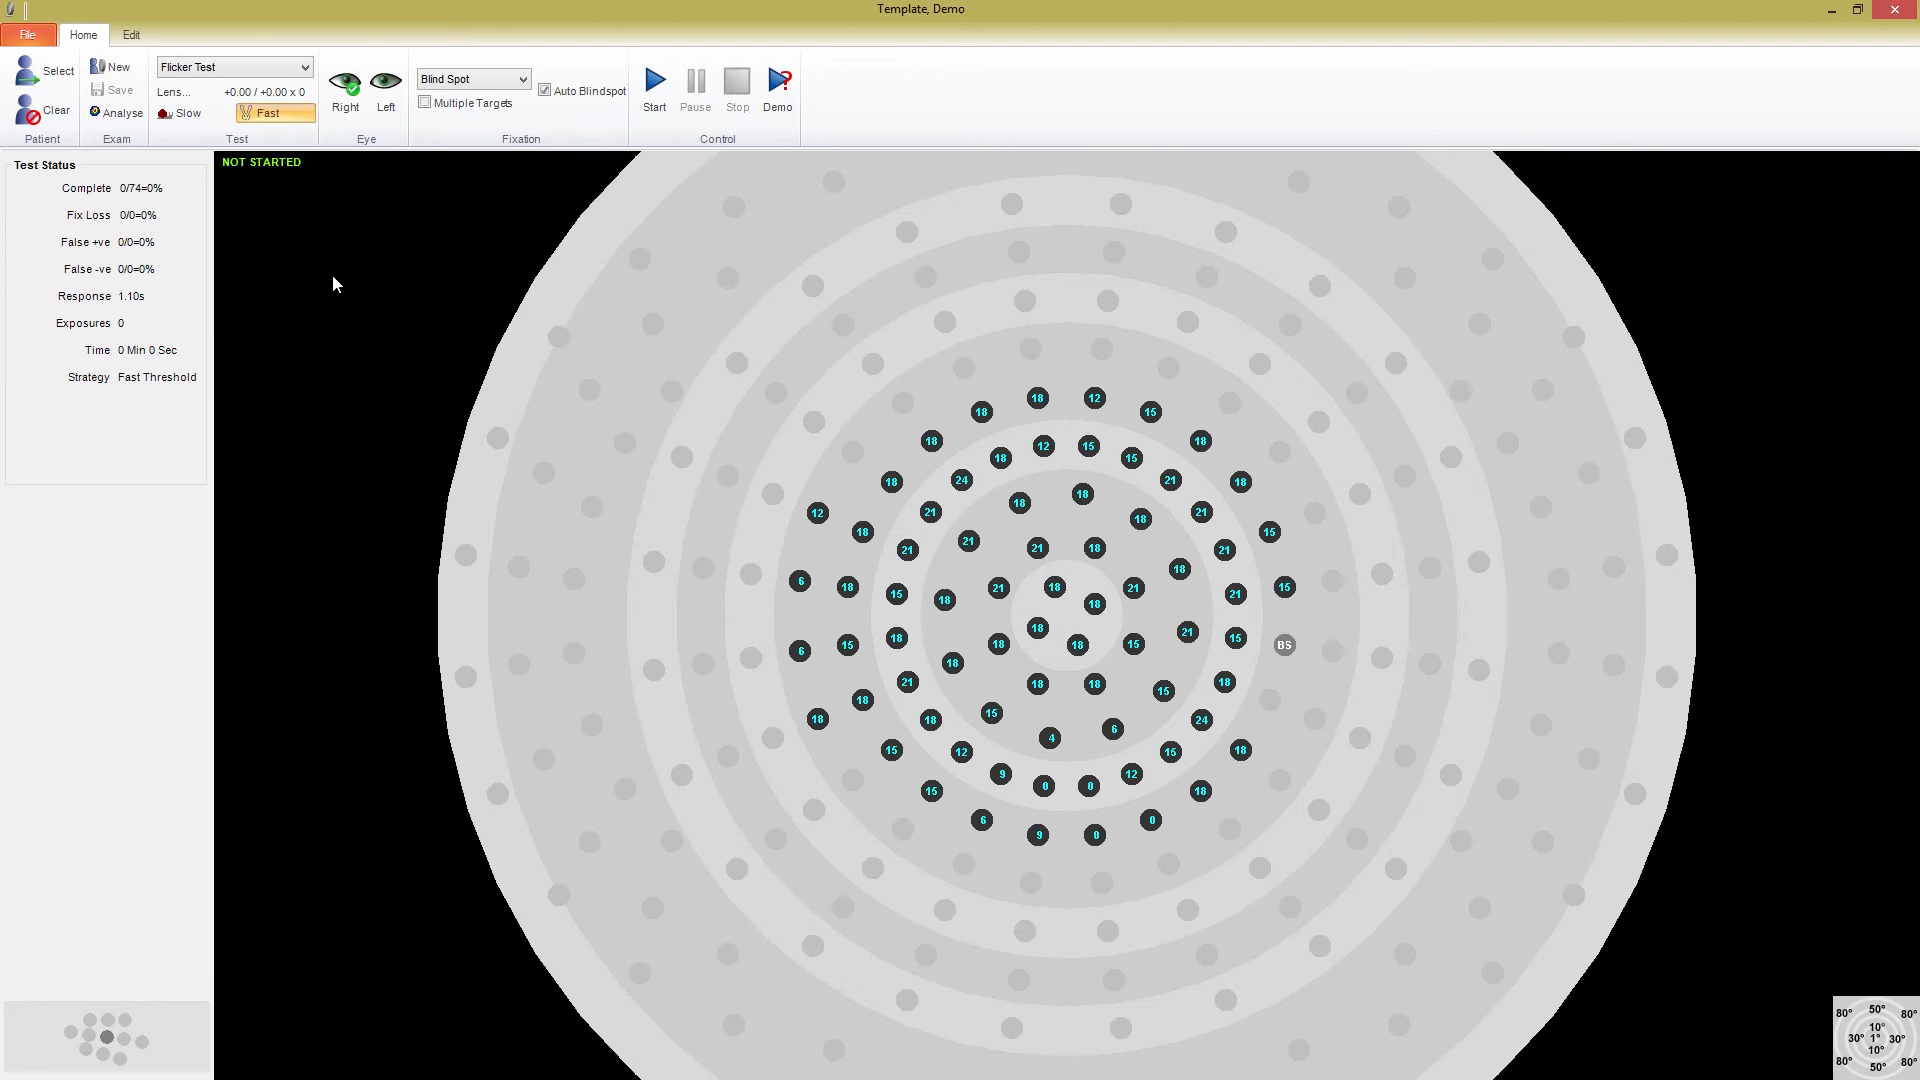 Template, Demo
File Home Edit
Select New Flicker Test Blind Spot Auto Blindspot
Save Lens... +0.00 / +0.00 x 0 Multiple Targets
Clear Analyse Slow Fast Right Left Start Pause Stop Demo
Patient Exam Test Eye Fixation Control
Test Status
Complete 0/74=0%
Fix Loss 0/0=0%
False +ve 0/0=0%
False -ve 0/0=0%
Response 1.10s
Exposures 0
Time 0 Min 0 Sec
Strategy Fast Threshold
NOT STARTED
18 12
18 15
18 18
12 15
18 15
24 21
18 18
18
18
12 21 21
18
18 15
21
21 18
21 21
18
6
18 21 18 21 15
15 21
18
18
18
21
18 15
18 18 15 BS
6 15
18
21 18 18 18
15
18
15
18 18 24
6
4
15 12 15 18
9 12
15 0 0 18
6 0
9 0
80° 50° 80°
10°
30° 1° 30°
10°
80° 50° 80°